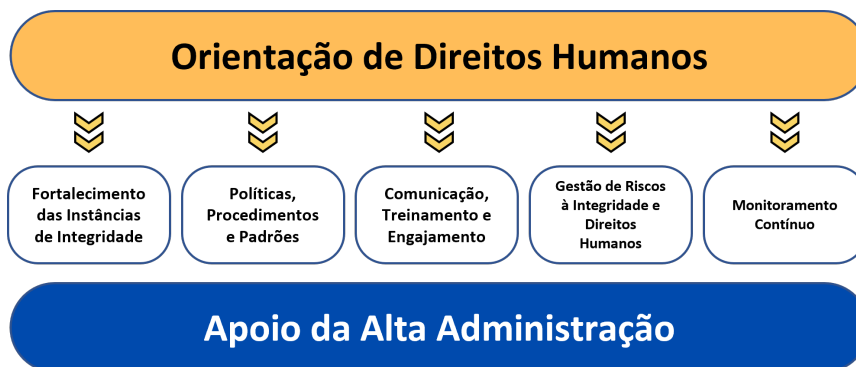 Orientação de Direitos Humanos
Fortalecimento
das Instâncias
de Integridade
Políticas,
Procedimentos
e Padrões
Comunicação,
Treinamento e
Engajamento
Gestão de Riscos
à Integridade e
Direitos
Humanos
Monitoramento
Contínuo
Apoio da Alta Administração